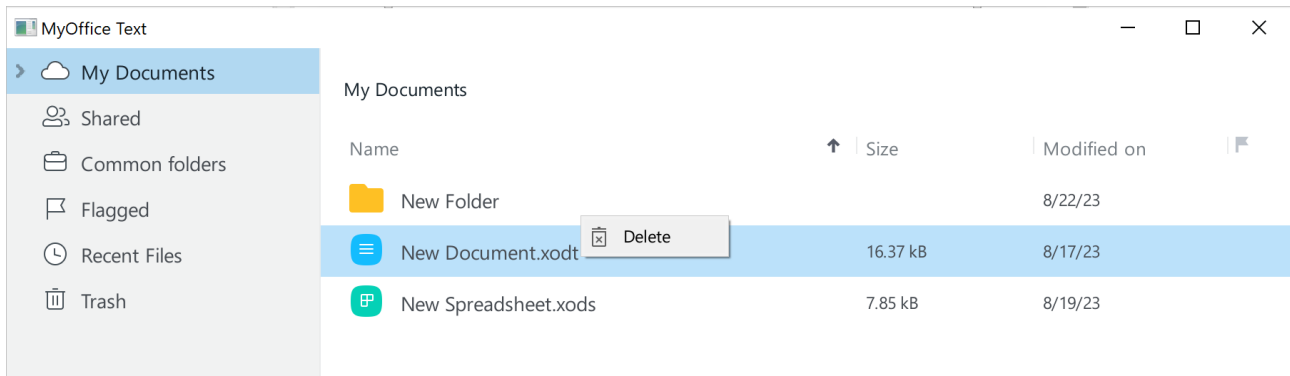 MyOffice Text
My Documents
Shared
Common folders
Flagged
Recent Files
Trash
My Documents
Name Size Modified on
New Folder 8/22/23
Delete
New Document.xodt 16.37 kB 8/17/23
New Spreadsheet.xods 7.85 kB 8/19/23